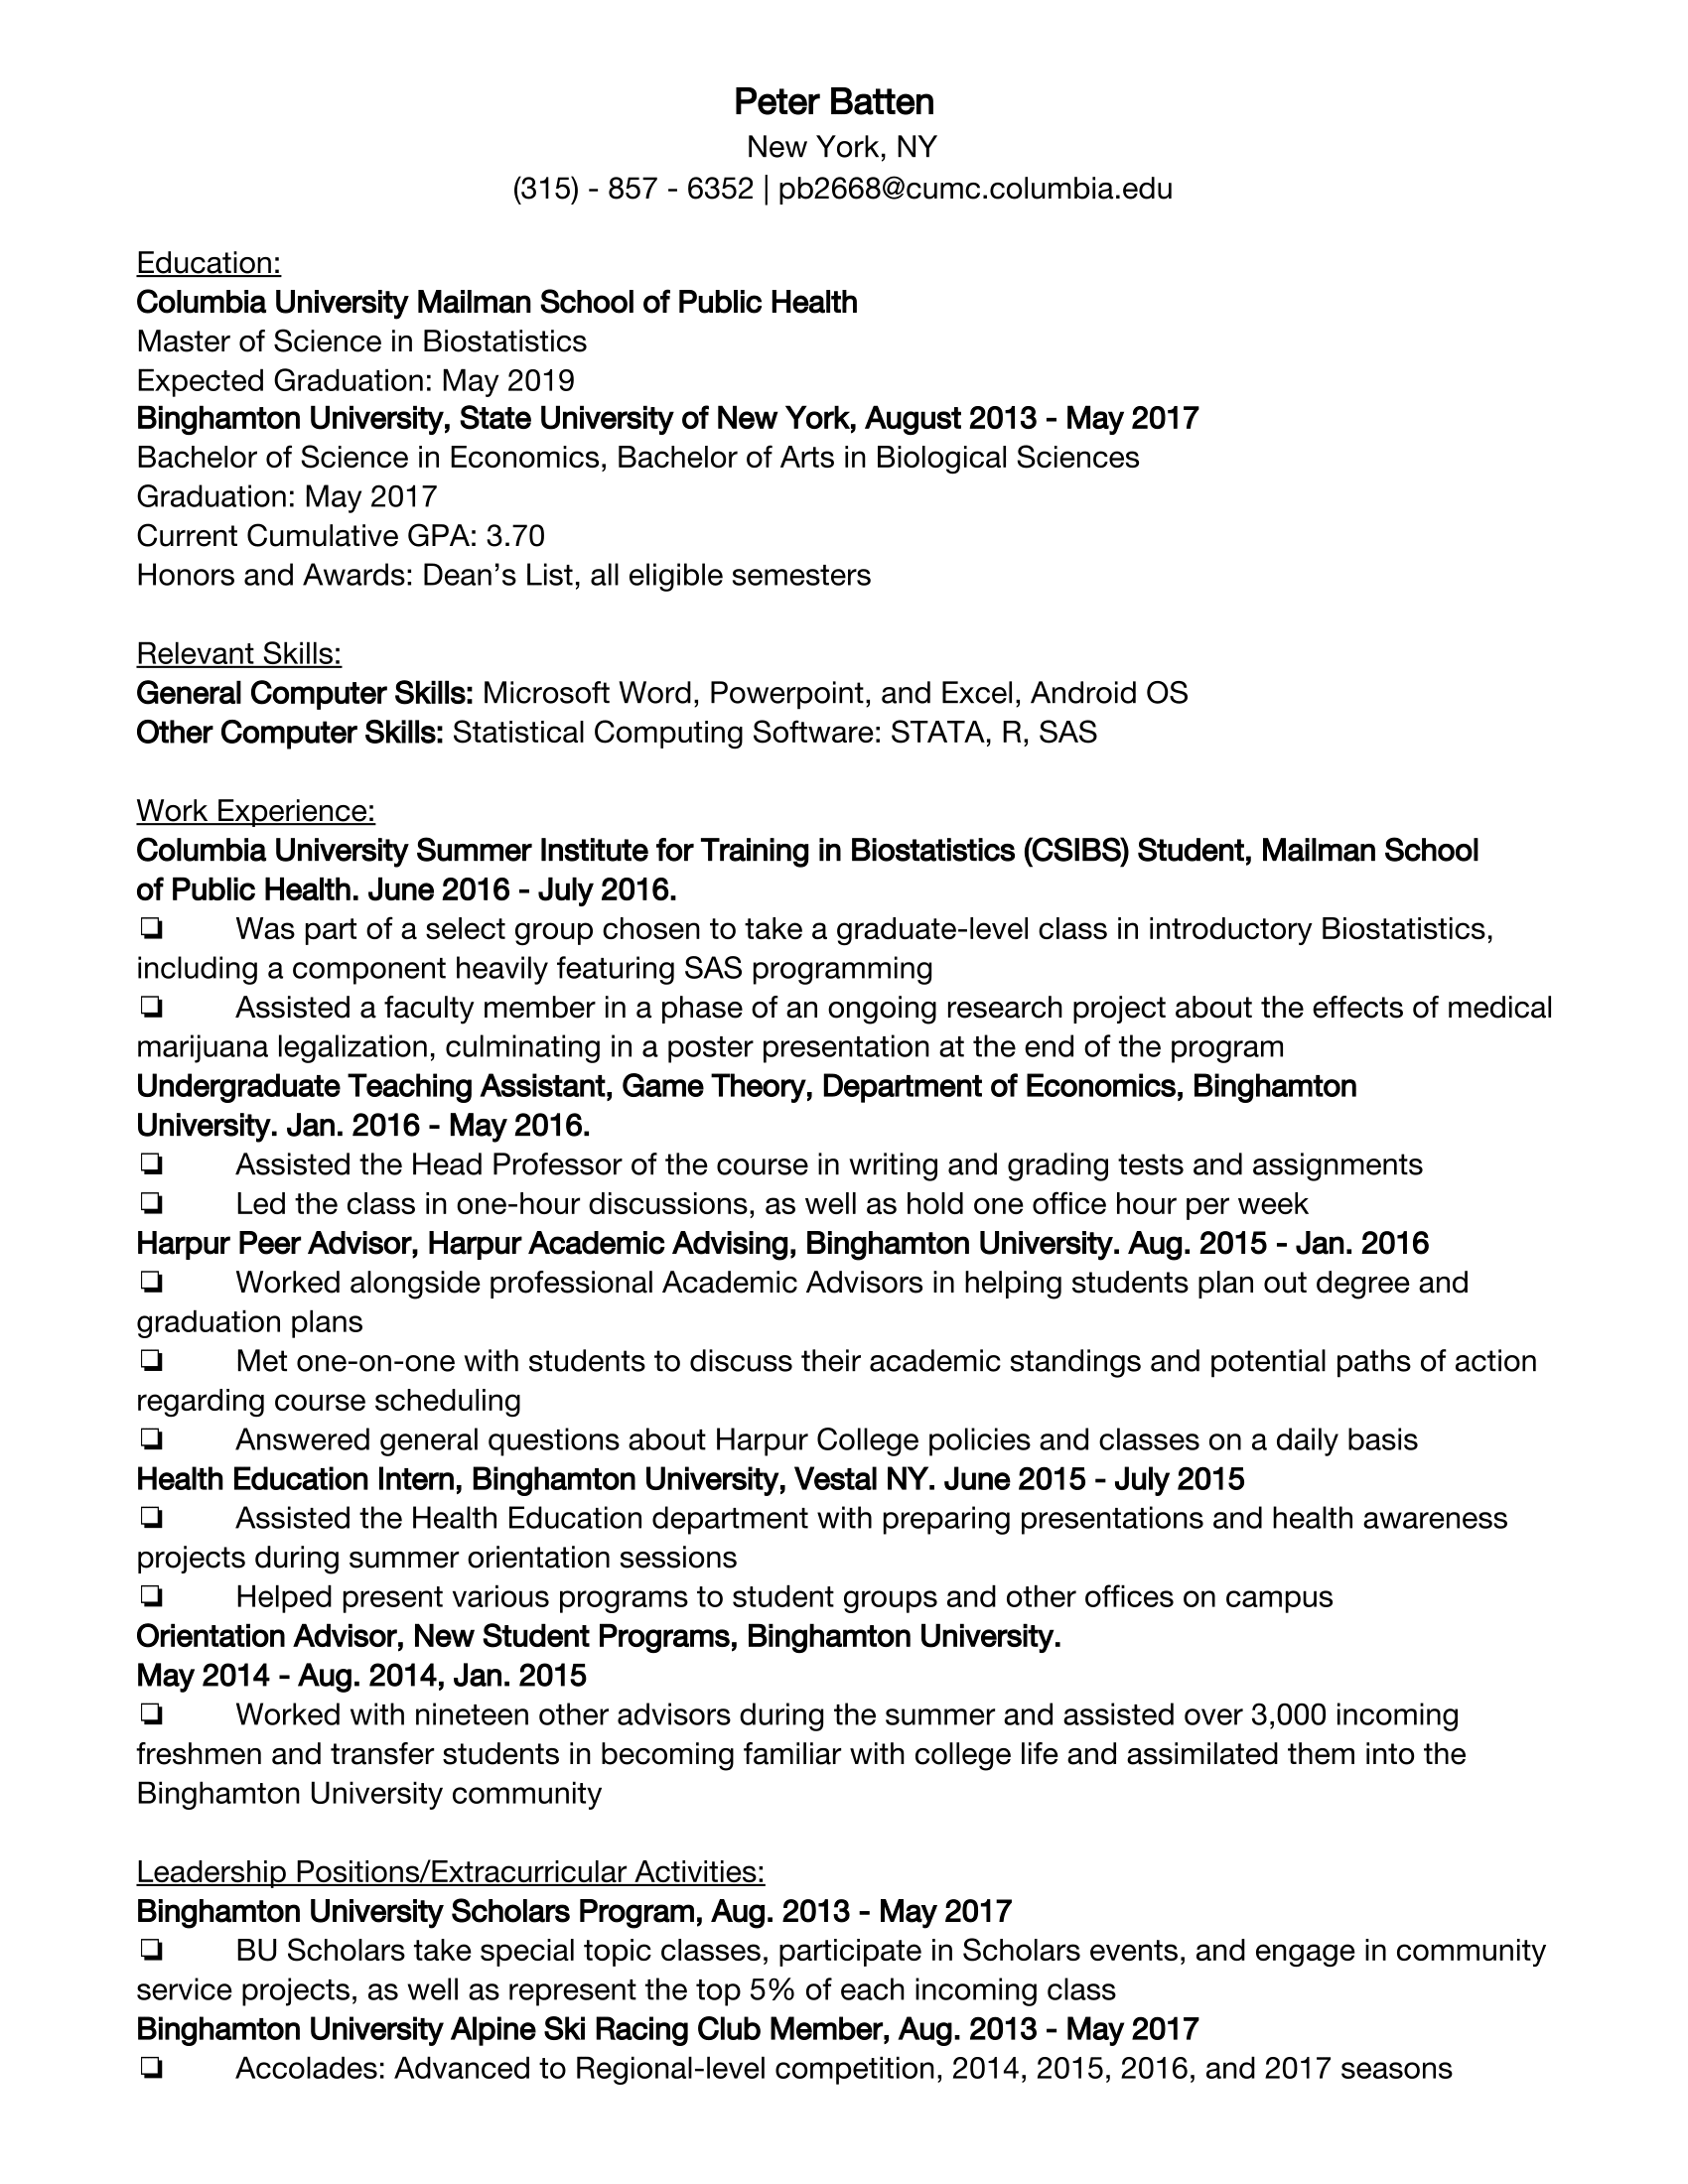 Peter Batten
New York, NY
(315) - 857 - 6352 | pb2668@cumc.columbia.edu
Education:
Columbia University Mailman School of Public Health
Master of Science in Biostatistics
Expected Graduation: May 2019
Binghamton University, State University of New York, August 2013 - May 2017
Bachelor of Science in Economics, Bachelor of Arts in Biological Sciences
Graduation: May 2017
Current Cumulative GPA: 3.70
Honors and Awards: Dean’s List, all eligible semesters
Relevant Skills:
General Computer Skills: Microsoft Word, Powerpoint, and Excel, Android OS
Other Computer Skills: Statistical Computing Software: STATA, R, SAS
Work Experience:
Columbia University Summer Institute for Training in Biostatistics (CSIBS) Student, Mailman School
of Public Health. June 2016 - July 2016.
❏ Was part of a select group chosen to take a graduate-level class in introductory Biostatistics,
including a component heavily featuring SAS programming
❏ Assisted a faculty member in a phase of an ongoing research project about the effects of medical
marijuana legalization, culminating in a poster presentation at the end of the program
Undergraduate Teaching Assistant, Game Theory, Department of Economics, Binghamton
University. Jan. 2016 - May 2016.
❏ Assisted the Head Professor of the course in writing and grading tests and assignments
❏ Led the class in one-hour discussions, as well as hold one office hour per week
Harpur Peer Advisor, Harpur Academic Advising, Binghamton University. Aug. 2015 - Jan. 2016
❏ Worked alongside professional Academic Advisors in helping students plan out degree and
graduation plans
❏ Met one-on-one with students to discuss their academic standings and potential paths of action
regarding course scheduling
❏ Answered general questions about Harpur College policies and classes on a daily basis
Health Education Intern, Binghamton University, Vestal NY. June 2015 - July 2015
❏ Assisted the Health Education department with preparing presentations and health awareness
projects during summer orientation sessions
❏ Helped present various programs to student groups and other offices on campus
Orientation Advisor, New Student Programs, Binghamton University.
May 2014 - Aug. 2014, Jan. 2015
❏ Worked with nineteen other advisors during the summer and assisted over 3,000 incoming
freshmen and transfer students in becoming familiar with college life and assimilated them into the
Binghamton University community
Leadership Positions/Extracurricular Activities:
Binghamton University Scholars Program, Aug. 2013 - May 2017
❏ BU Scholars take special topic classes, participate in Scholars events, and engage in community
service projects, as well as represent the top 5% of each incoming class
Binghamton University Alpine Ski Racing Club Member, Aug. 2013 - May 2017
❏ Accolades: Advanced to Regional-level competition, 2014, 2015, 2016, and 2017 seasons